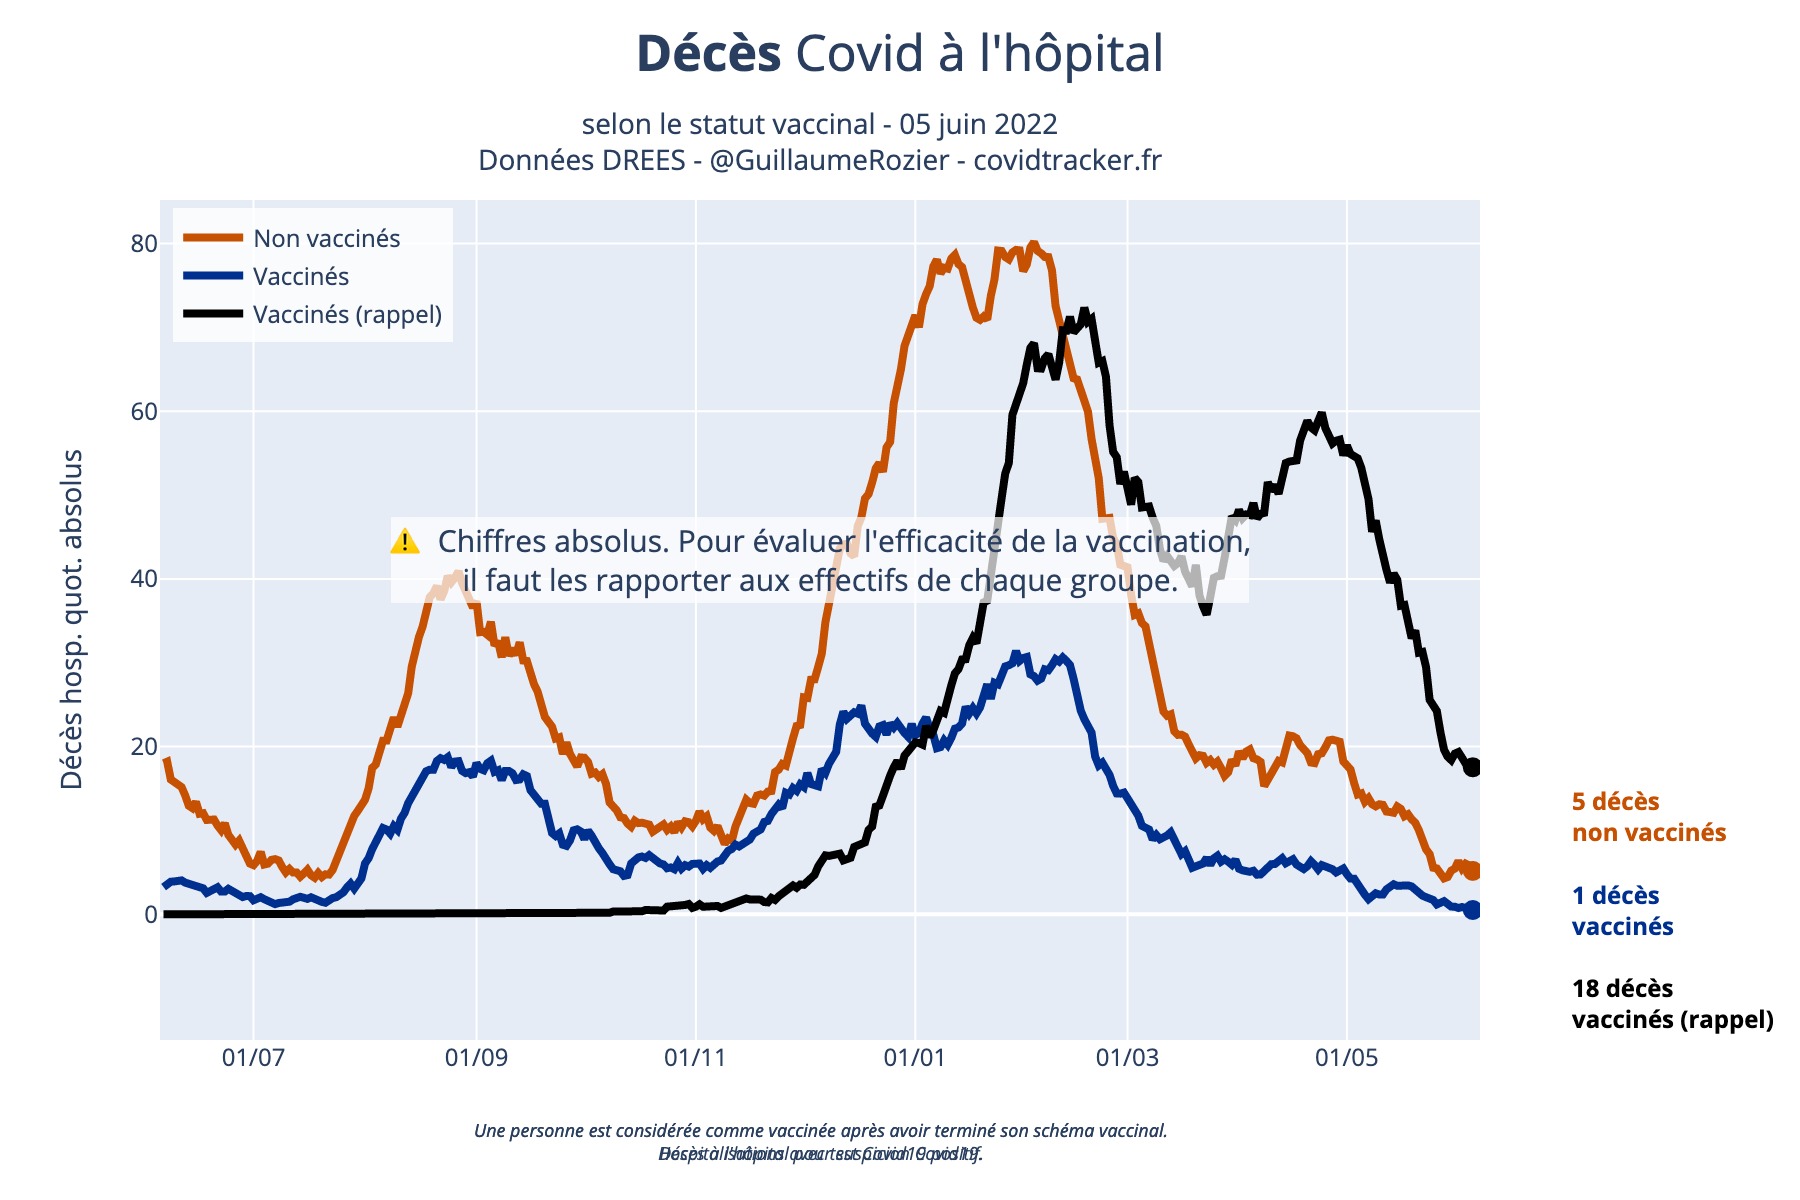 Décès Covid à l'hôpital
selon le statut vaccinal - 05 juin 2022
Données DREES - @GuillaumeRozier - covidtracker.fr
Non vaccinés
Vaccinés
Vaccinés (rappel)
80
60
40
20
0
Décès hosp. quot. absolus
⚠️ Chiffres absolus. Pour évaluer l'efficacité de la vaccination,
il faut les rapporter aux effectifs de chaque groupe.
5 décès
non vaccinés
1 décès
vaccinés
18 décès
vaccinés (rappel)
01/07
01/09
01/11
01/01
01/03
01/05
Une personne est considérée comme vaccinée après avoir terminé son schéma vaccinal.